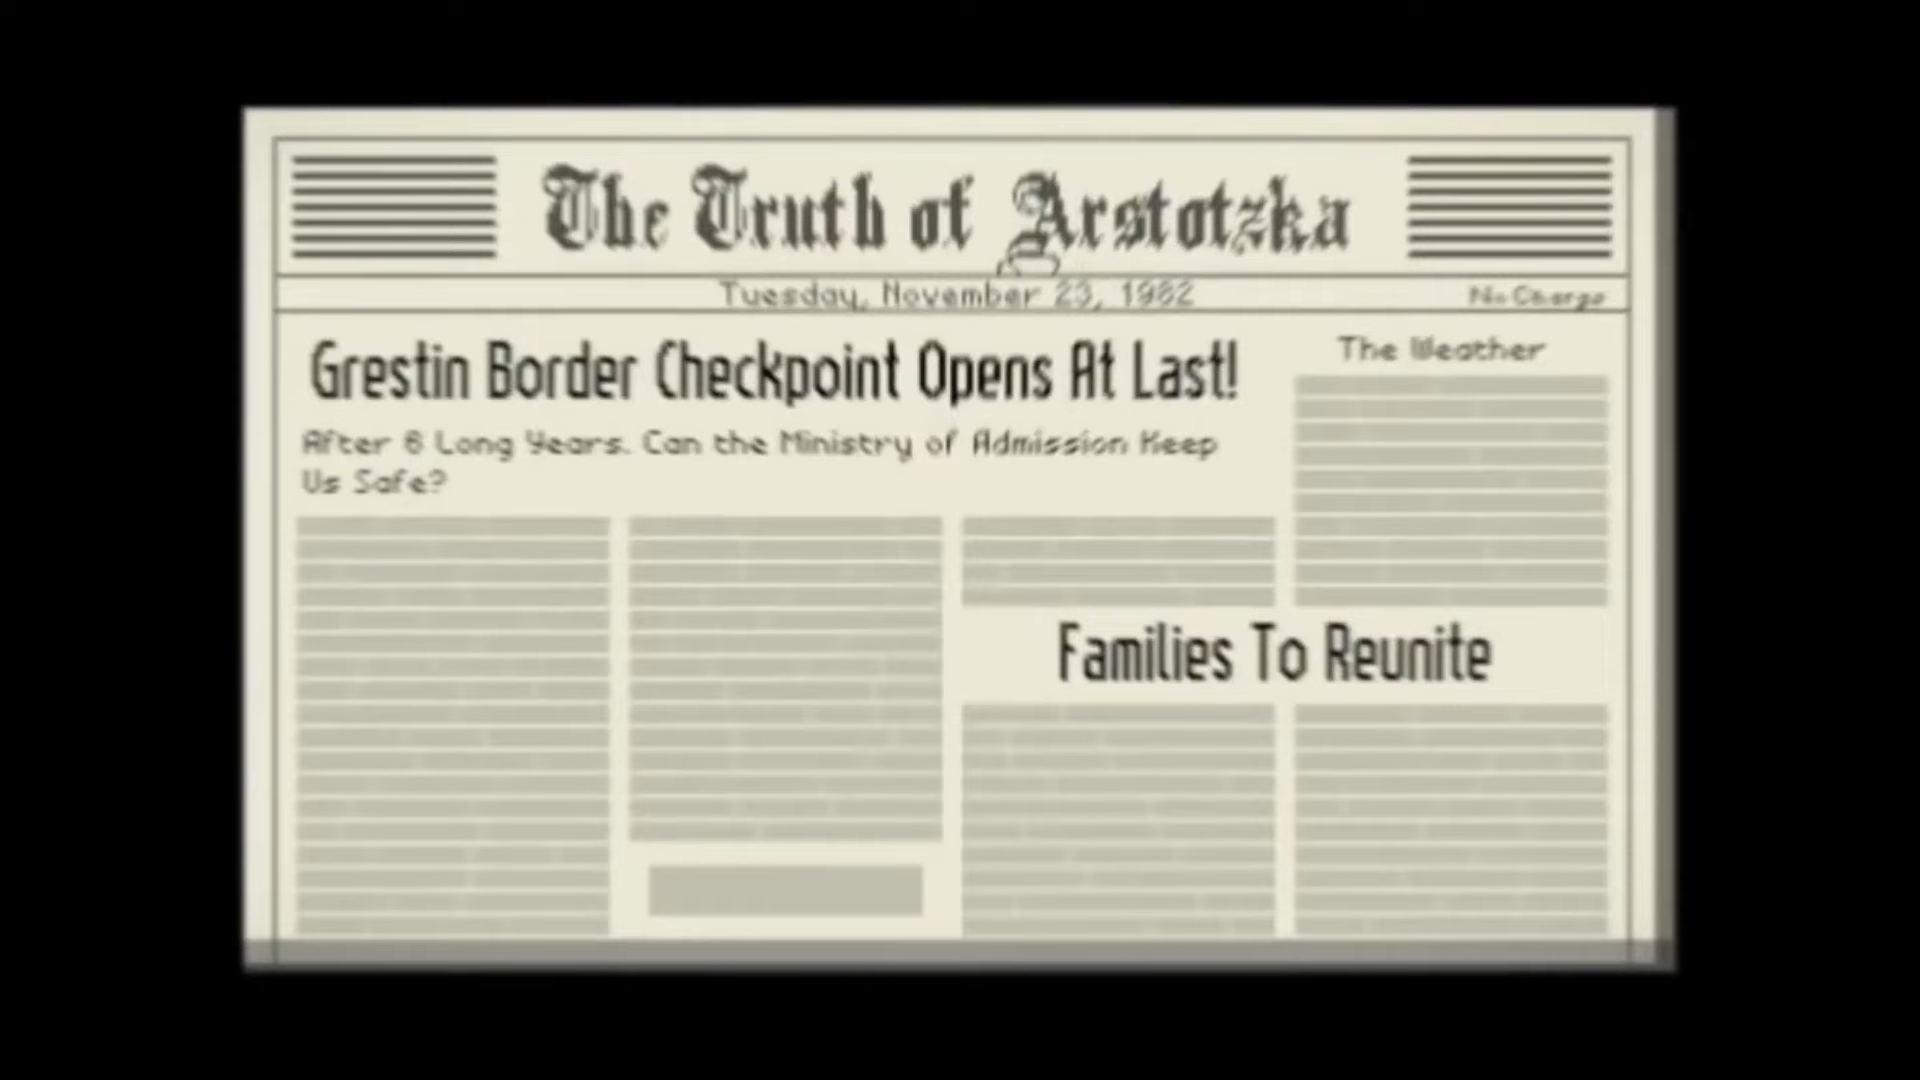 The Truth of Arstotzka
Tuesday, November 23, 1982
No Charge
Grestin Border Checkpoint Opens At Last!
After 6 Long Years. Can the Ministry of Admission Keep
Us Safe?
The Weather
Families To Reunite